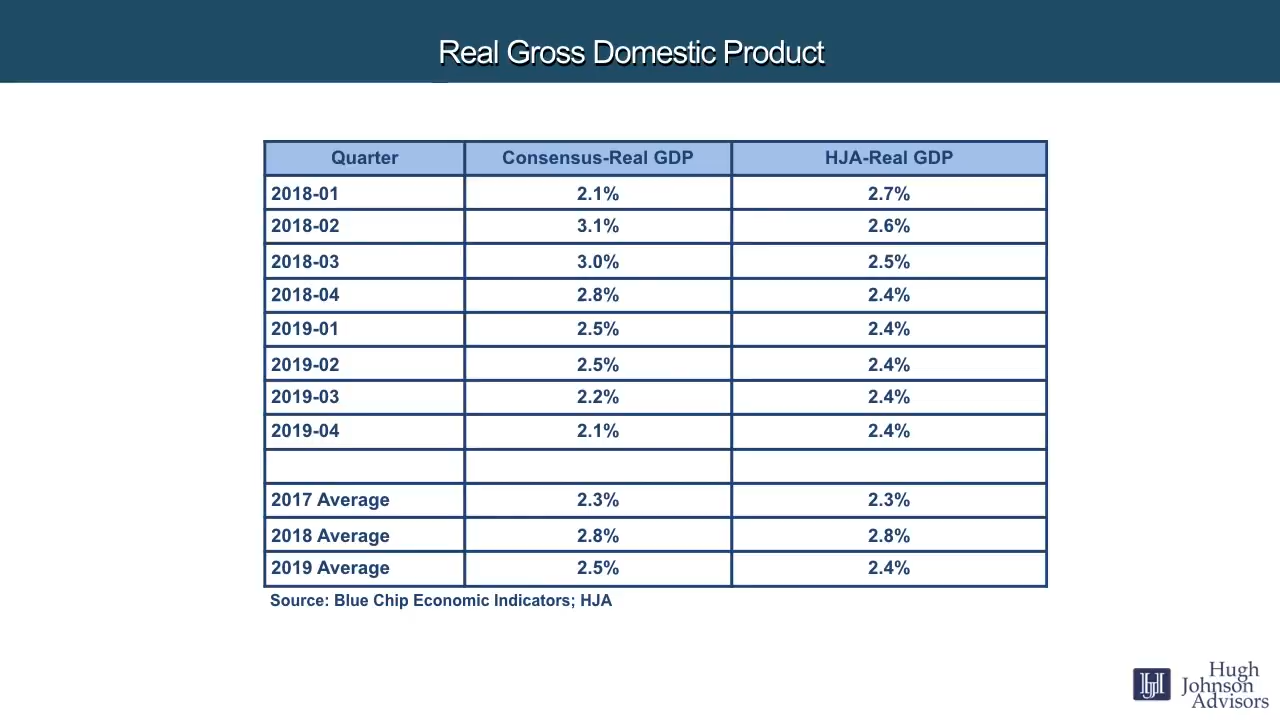 Real Gross Domestic Product
Quarter Consensus-Real GDP HJA-Real GDP
2018-01 2.1% 2.7%
2018-02 3.1% 2.6%
2018-03 3.0% 2.5%
2018-04 2.8% 2.4%
2019-01 2.5% 2.4%
2019-02 2.5% 2.4%
2019-03 2.2% 2.4%
2019-04 2.1% 2.4%
2017 Average 2.3% 2.3%
2018 Average 2.8% 2.8%
2019 Average 2.5% 2.4%
Source: Blue Chip Economic Indicators; HJA
HJA
Hugh
Johnson
Advisors